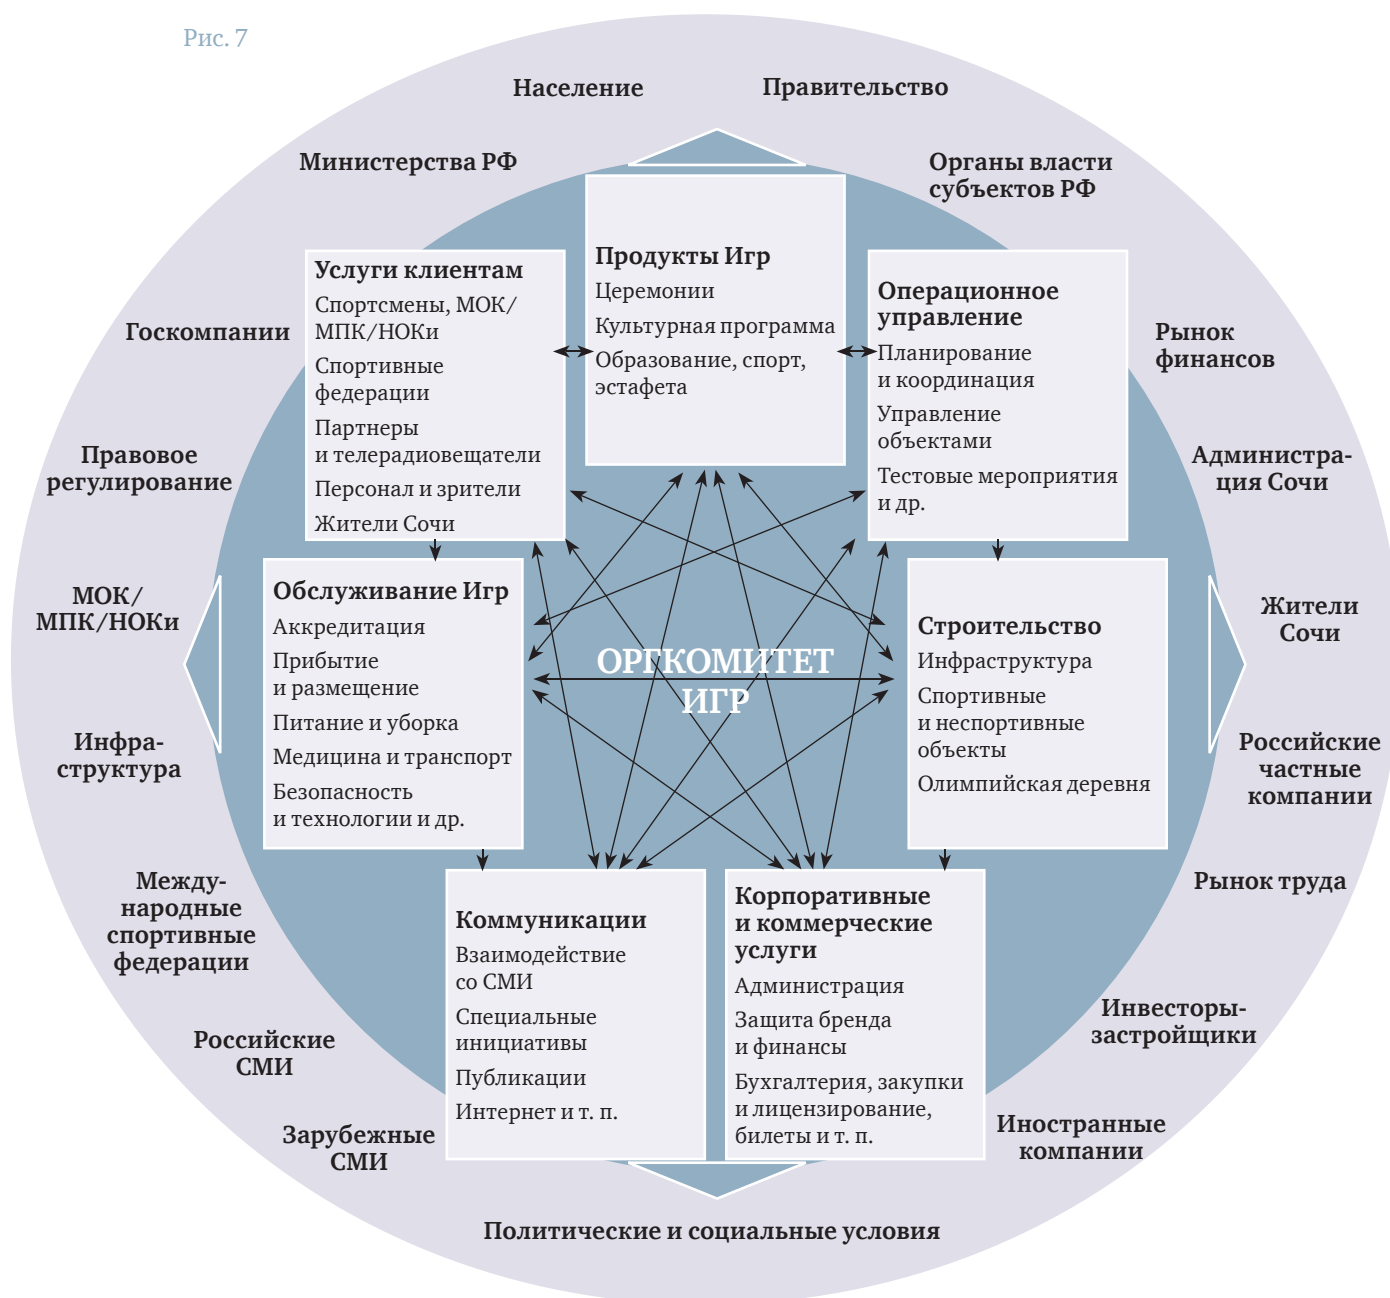 Рис. 7
Население
Правительство
Министерства РФ
Органы власти
субъектов РФ
Госкомпании
Рынок
финансов
Правовое
регулирование
Администра-
ция Сочи
МОК/
МПК/НОКи
Жители
Сочи
Инфра-
структура
Российские
частные
компании
Между-
народные
спортивные
федерации
Рынок труда
Российские
СМИ
Инвесторы-
застройщики
Зарубежные
СМИ
Иностранные
компании
Политические и социальные условия
Услуги клиентам
Спортсмены, МОК/
МПК/НОКи
Спортивные
федерации
Партнеры
и телерадиовещатели
Персонал и зрители
Жители Сочи
Продукты Игр
Церемонии
Культурная программа
Образование, спорт,
эстафета
Операционное
управление
Планирование
и координация
Управление
объектами
Тестовые мероприятия
и др.
Обслуживание Игр
Аккредитация
Прибытие
и размещение
Питание и уборка
Медицина и транспорт
Безопасность
и технологии и др.
ОРГКОМИТЕТ
ИГР
Строительство
Инфраструктура
Спортивные
и неспортивные
объекты
Олимпийская деревня
Коммуникации
Взаимодействие
со СМИ
Специальные
инициативы
Публикации
Интернет и т. п.
Корпоративные
и коммерческие
услуги
Администрация
Защита бренда
и финансы
Бухгалтерия, закупки
и лицензирование,
билеты и т. п.